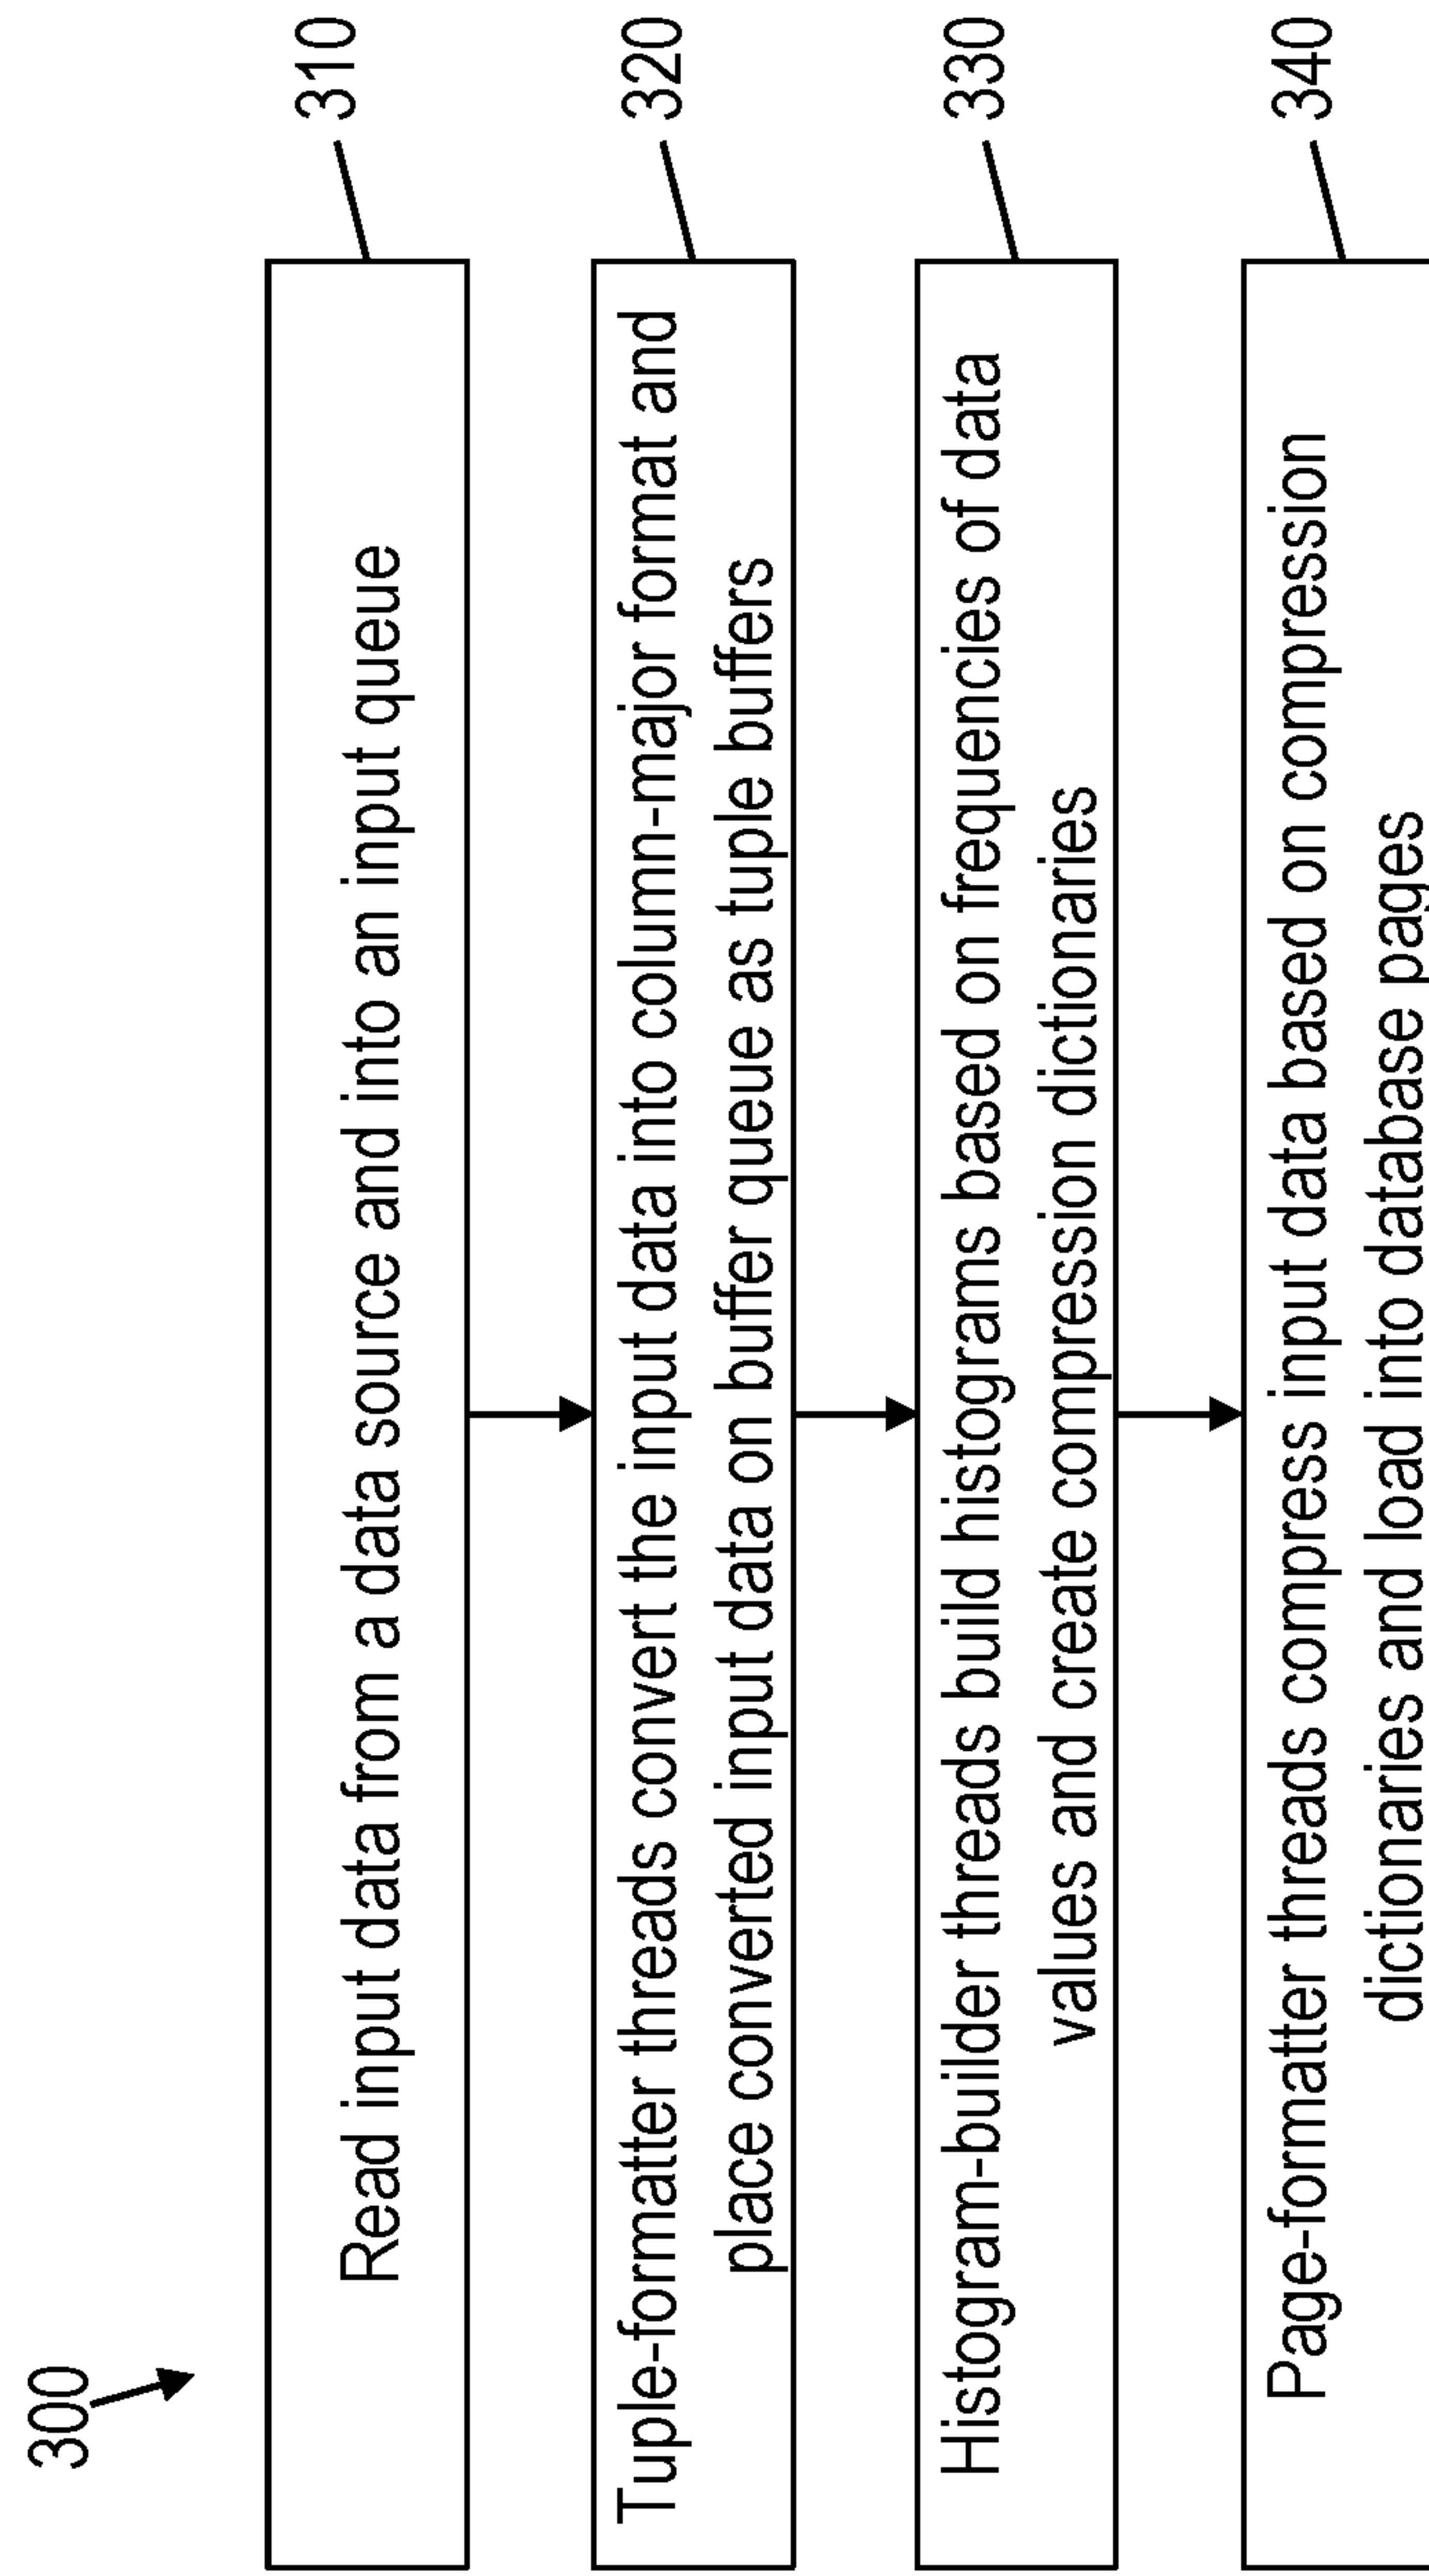 300
Read input data from a data source and into an input queue
310
Tuple-formatter threads convert the input data into column-major format and
place converted input data on buffer queue as tuple buffers
320
Histogram-builder threads build histograms based on frequencies of data
values and create compression dictionaries
330
Page-formatter threads compress input data based on compression
dictionaries and load into database pages
340